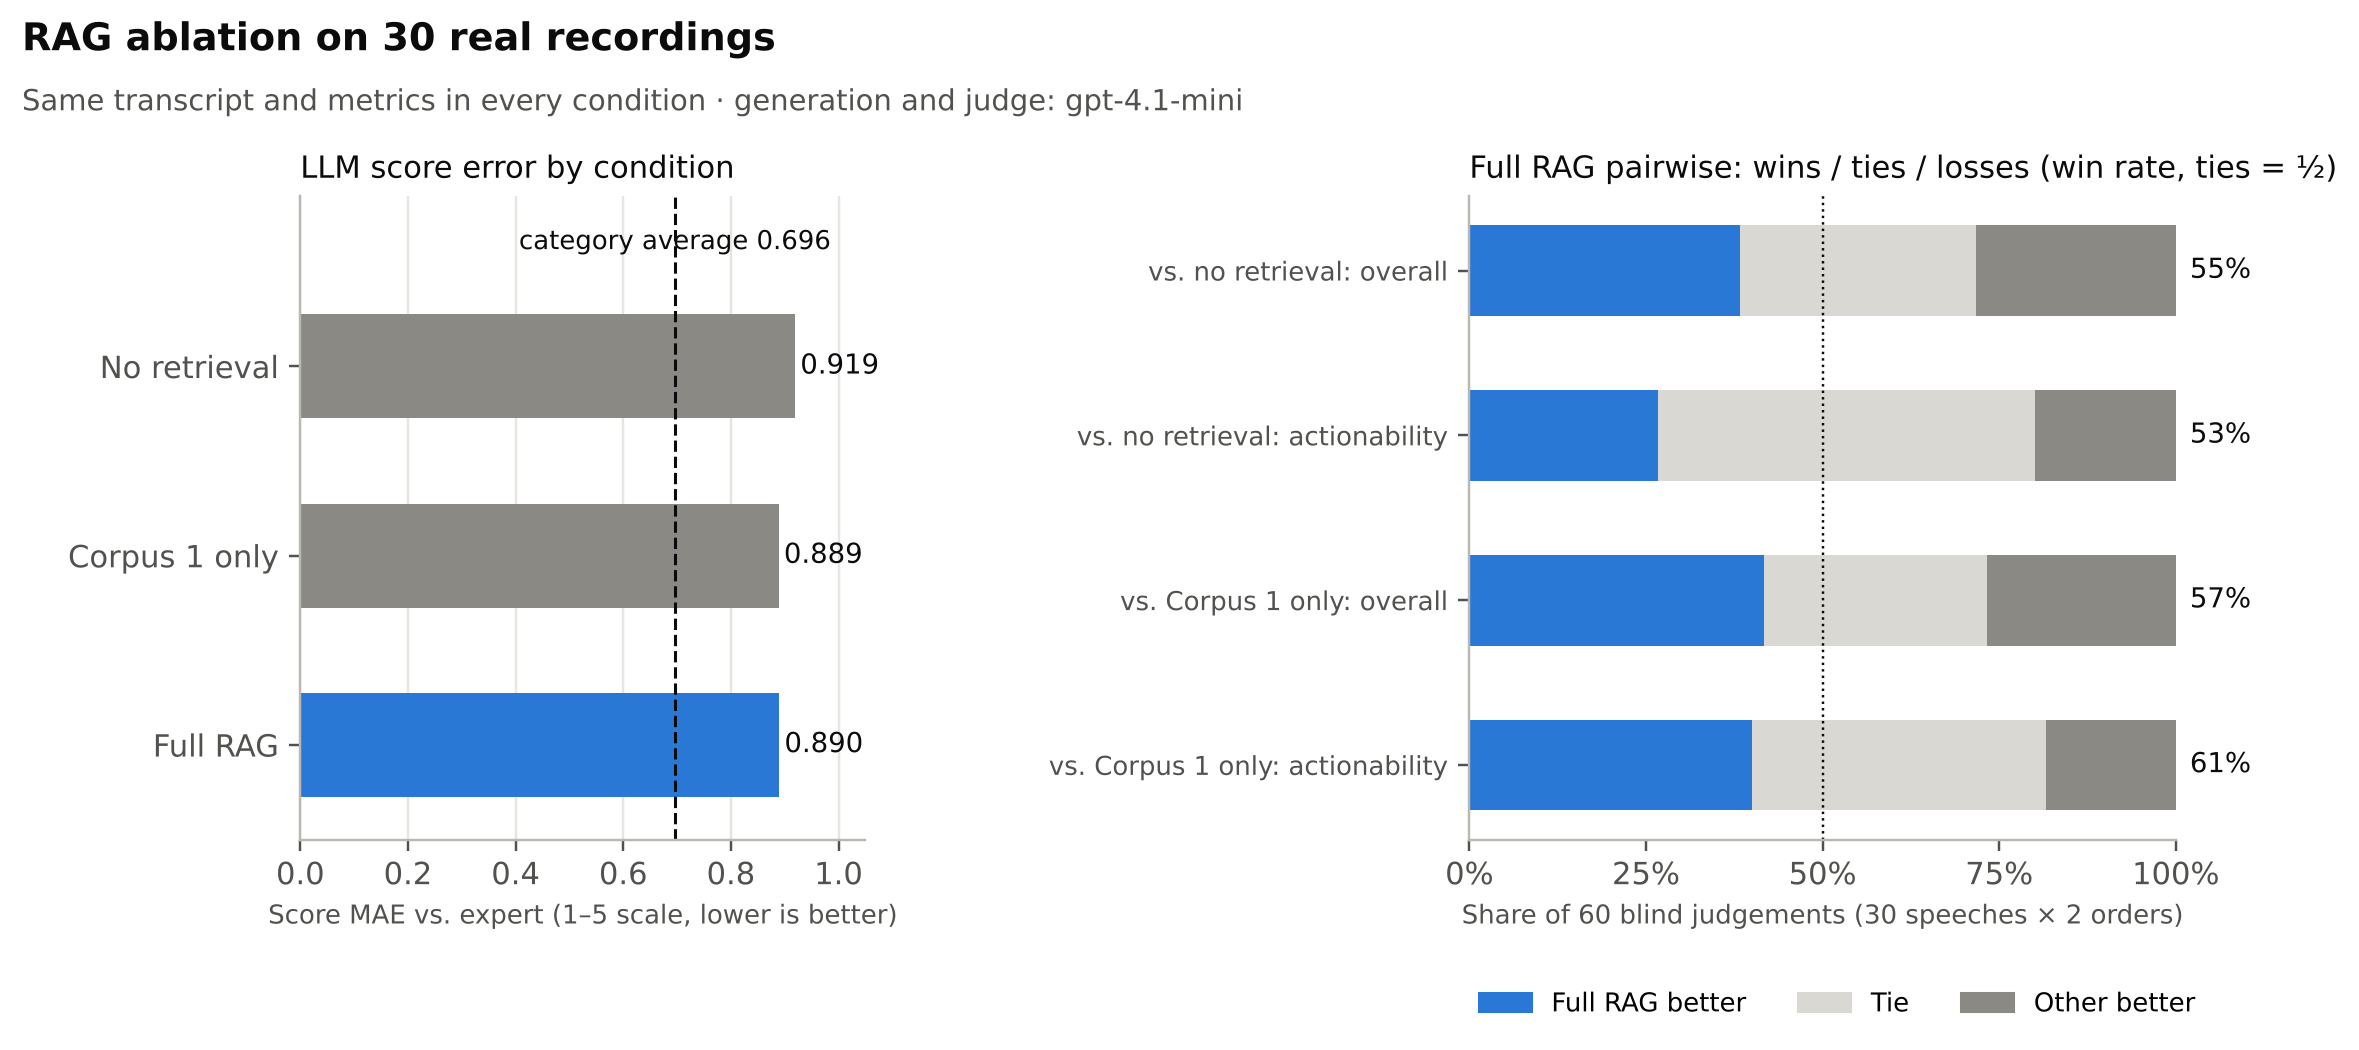 RAG ablation on 30 real recordings
Same transcript and metrics in every condition · generation and judge: gpt-4.1-mini
LLM score error by condition
category average 0.696
No retrieval
0.919
Corpus 1 only
0.889
Full RAG
0.890
0.0 0.2 0.4 0.6 0.8 1.0
Score MAE vs. expert (1–5 scale, lower is better)
Full RAG pairwise: wins / ties / losses (win rate, ties = ½)
vs. no retrieval: overall
55%
vs. no retrieval: actionability
53%
vs. Corpus 1 only: overall
57%
vs. Corpus 1 only: actionability
61%
0% 25% 50% 75% 100%
Share of 60 blind judgements (30 speeches × 2 orders)
Full RAG better Tie Other better